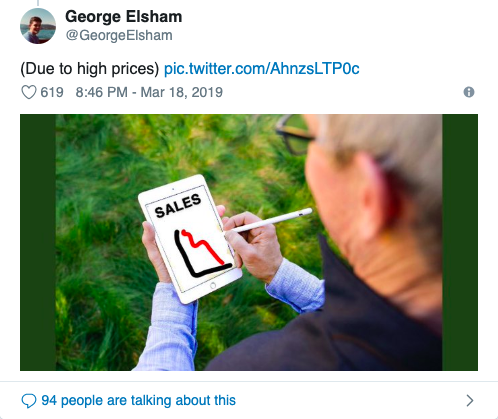 George Elsham
@GeorgeElsham
(Due to high prices) pic.twitter.com/AhnzsLTP0c
619 8:46 PM - Mar 18, 2019
SALES
94 people are talking about this